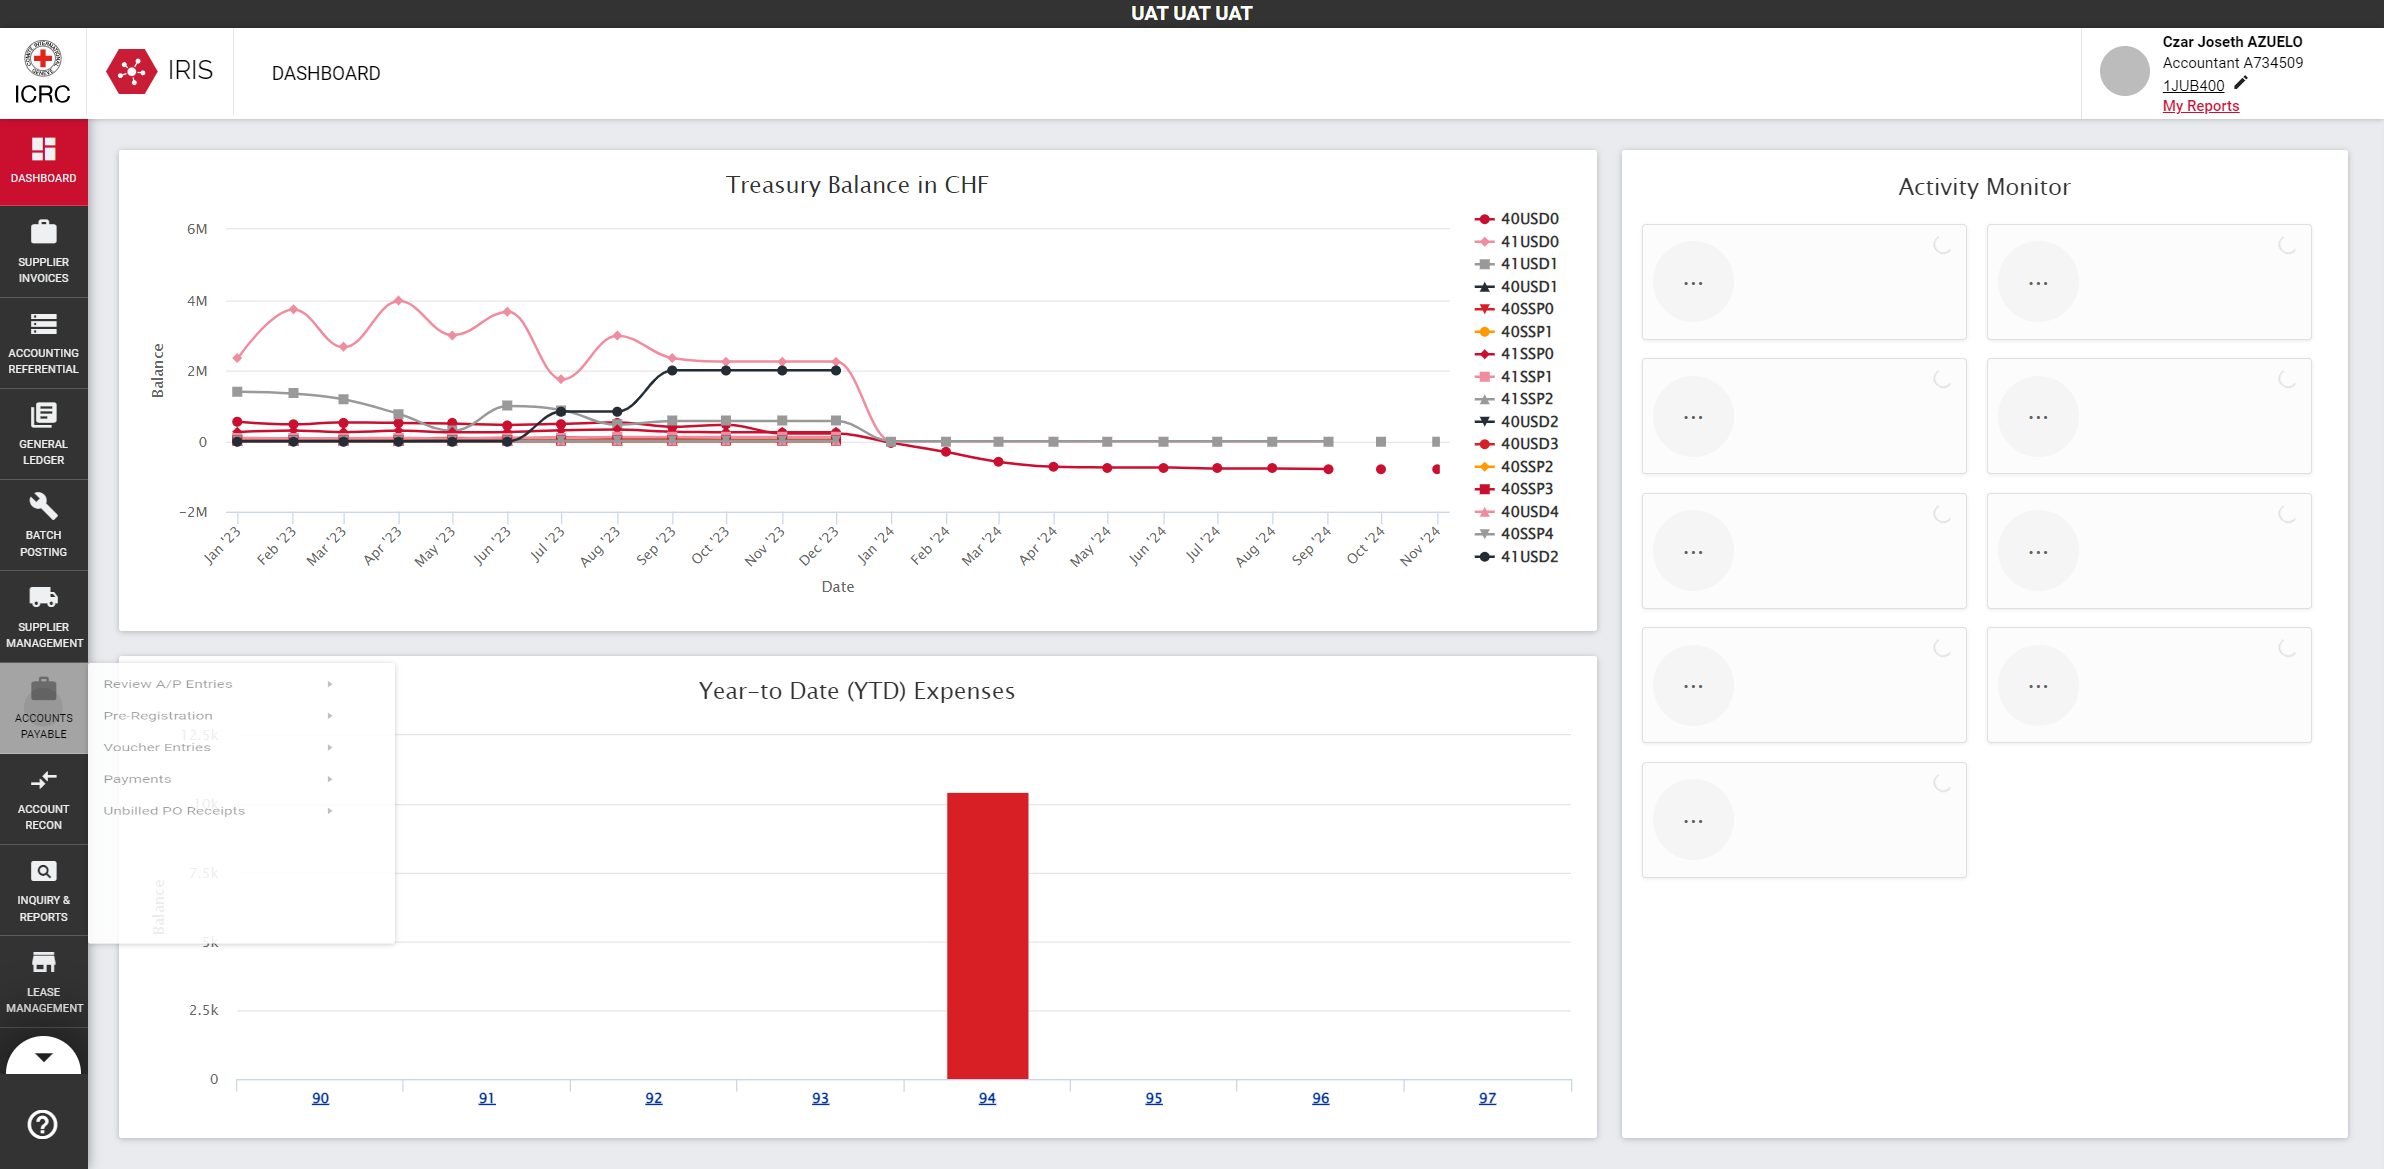 UAT UAT UAT
ICRC
IRIS
DASHBOARD
Czar Joseth AZUELO
Accountant A734509
1JUB400
My Reports
DASHBOARD
SUPPLIER
INVOICES
ACCOUNTING
REFERENTIAL
GENERAL
LEDGER
BATCH
POSTING
SUPPLIER
MANAGEMENT
ACCOUNTS
PAYABLE
ACCOUNT
RECON
INQUIRY &
REPORTS
LEASE
MANAGEMENT
Treasury Balance in CHF
6M
4M
2M
0
-2M
Balance
Jan '23
Feb '23
Mar '23
Apr '23
May '23
Jun '23
Jul '23
Aug '23
Sep '23
Oct '23
Nov '23
Dec '23
Jan '24
Feb '24
Mar '24
Apr '24
May '24
Jun '24
Jul '24
Aug '24
Sep '24
Oct '24
Nov '24
Date
40USD0
41USD0
41USD1
40USD1
40SSP0
40SSP1
41SSP0
41SSP1
41SSP2
40USD2
40USD3
40SSP2
40SSP3
40USD4
40SSP4
41USD2
Review A/P Entries
Pre-Registration
Voucher Entries
Payments
Unbilled PO Receipts
Year-to Date (YTD) Expenses
12.5k
10k
7.5k
5k
2.5k
0
Balance
90
91
92
93
94
95
96
97
Activity Monitor
...
...
...
...
...
...
...
...
...